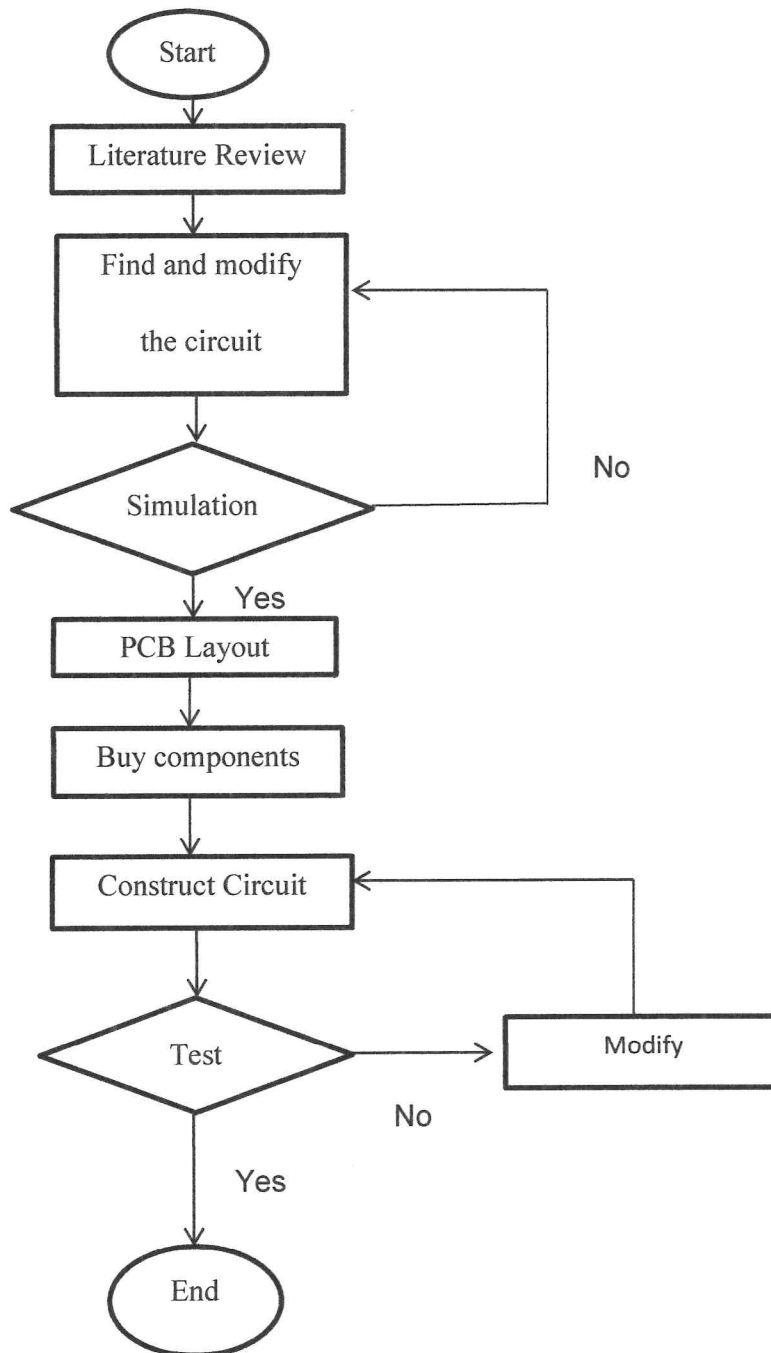 Start
Literature Review
Find and modify
the circuit
No
Simulation
Yes
PCB Layout
Buy components
Construct Circuit
Test
Modify
No
Yes
End